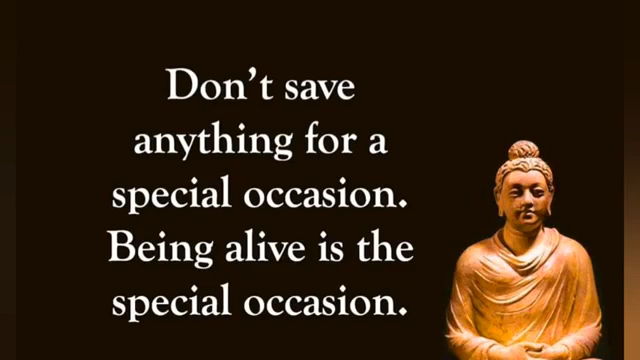 Don’t save
anything for a
special occasion.
Being alive is the
special occasion.